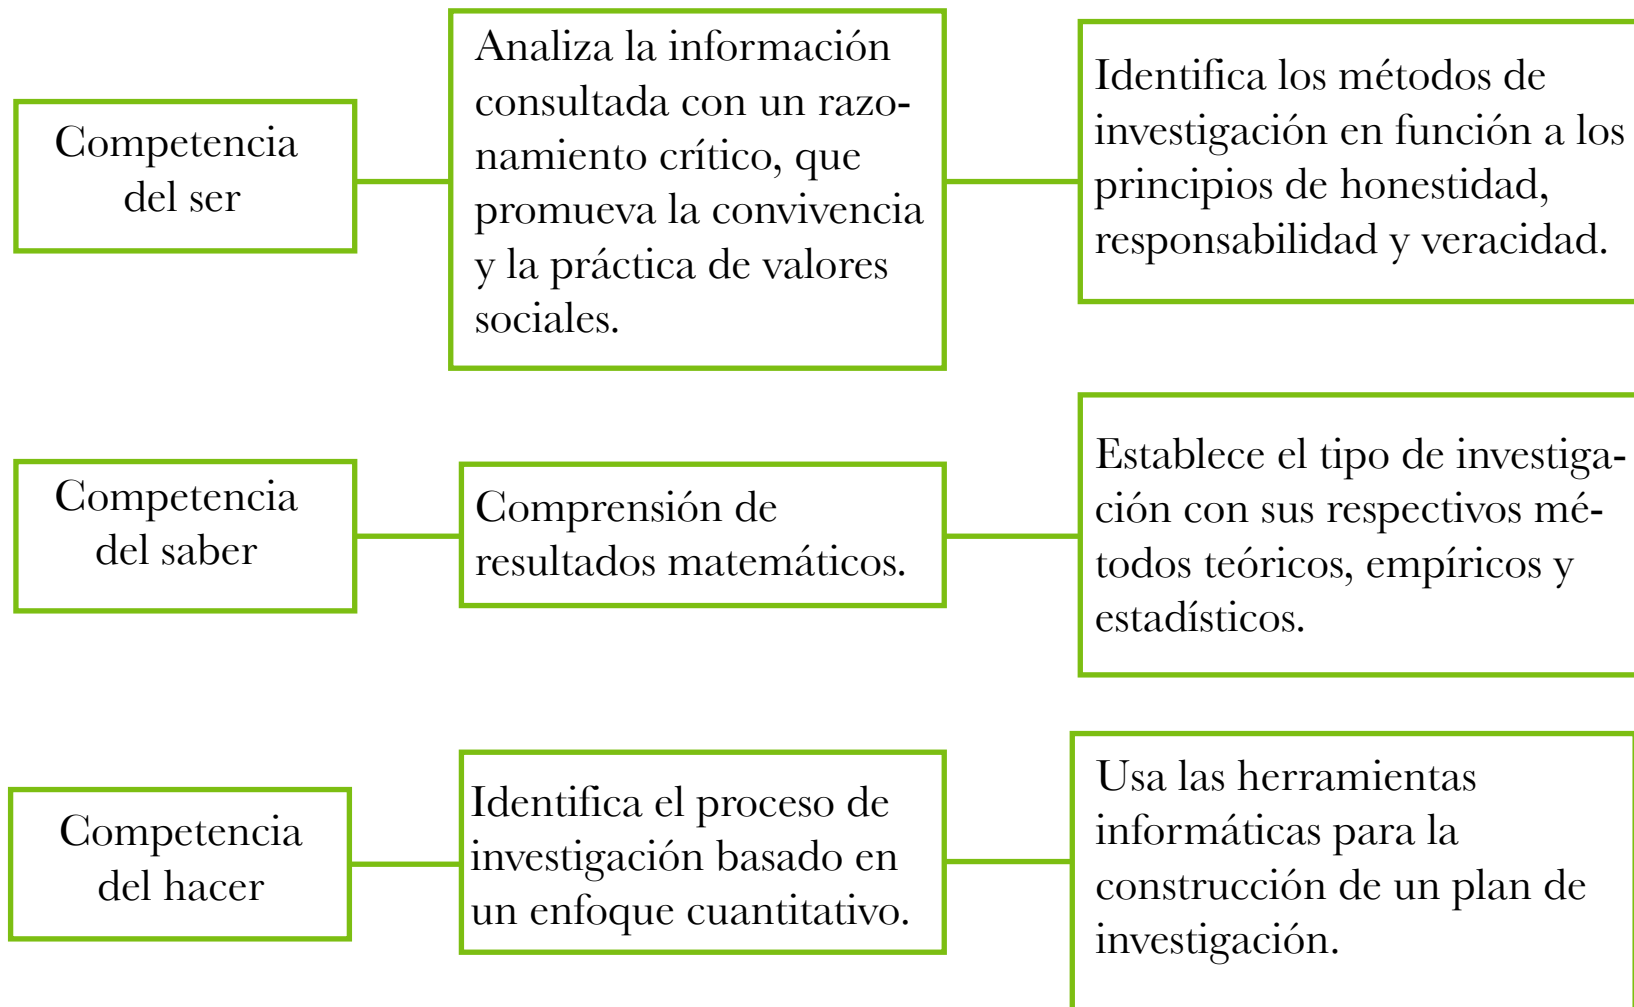 Competencia
del ser
Analiza la información
consultada con un razo-
namiento crítico, que
promueva la convivencia
y la práctica de valores
sociales.
Identifica los métodos de
investigación en función a los
principios de honestidad,
responsabilidad y veracidad.
Competencia
del saber
Comprensión de
resultados matemáticos.
Establece el tipo de investiga-
ción con sus respectivos mé-
todos teóricos, empíricos y
estadísticos.
Competencia
del hacer
Identifica el proceso de
investigación basado en
un enfoque cuantitativo.
Usa las herramientas
informáticas para la
construcción de un plan de
investigación.